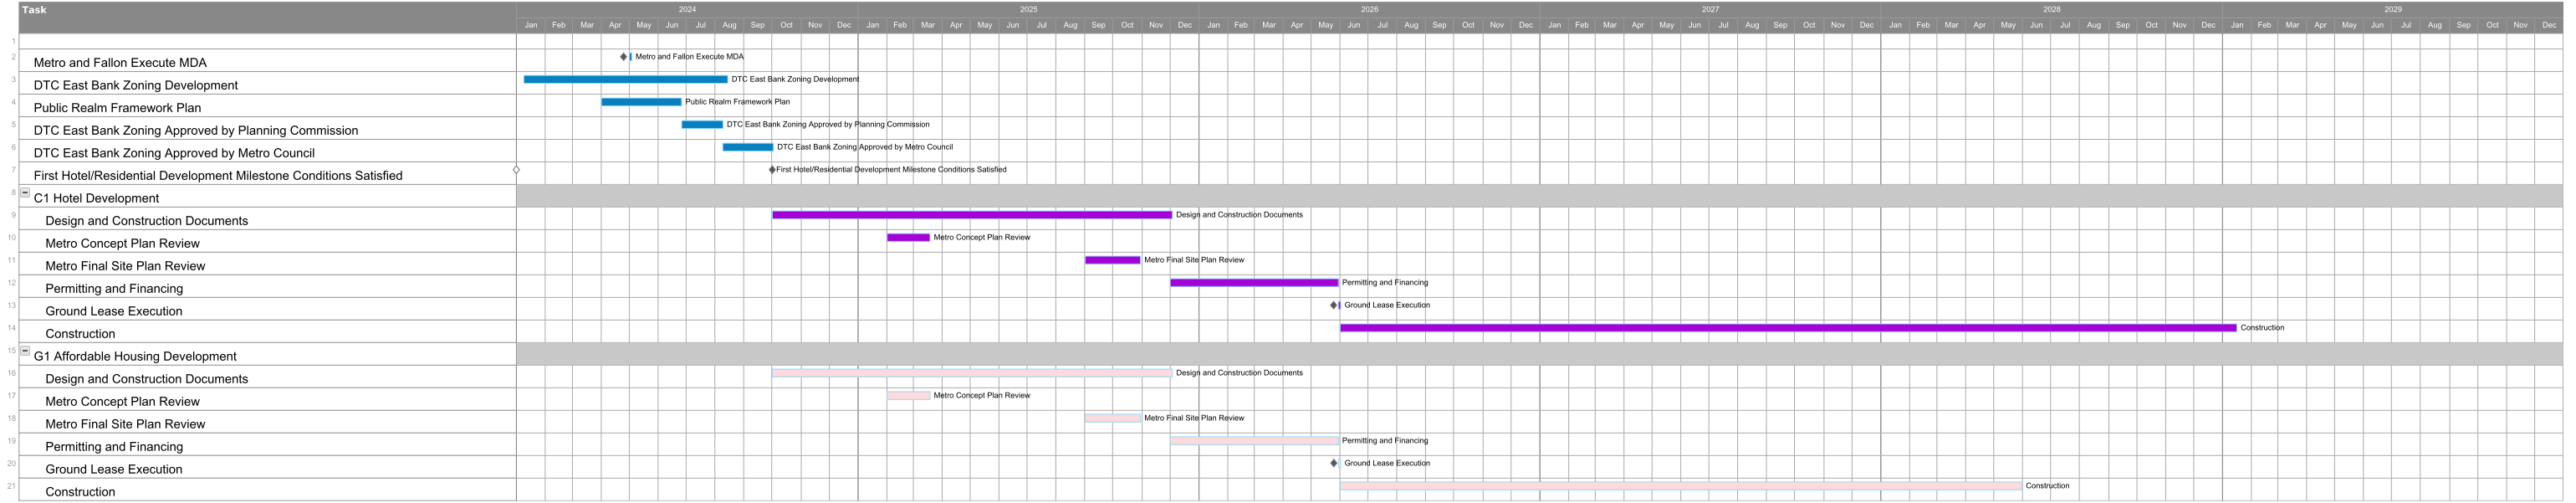 Task 2024 2025 2026 2027 2028 2029
Jan Feb Mar Apr May Jun Jul Aug Sep Oct Nov Dec Jan Feb Mar Apr May Jun Jul Aug Sep Oct Nov Dec Jan Feb Mar Apr May Jun Jul Aug Sep Oct Nov Dec Jan Feb Mar Apr May Jun Jul Aug Sep Oct Nov Dec Jan Feb Mar Apr May Jun Jul Aug Sep Oct Nov Dec Jan Feb Mar Apr May Jun Jul Aug Sep Oct Nov Dec
1
2 Metro and Fallon Execute MDA Metro and Fallon Execute MDA
3 DTC East Bank Zoning Development DTC East Bank Zoning Development
4 Public Realm Framework Plan Public Realm Framework Plan
5 DTC East Bank Zoning Approved by Planning Commission DTC East Bank Zoning Approved by Planning Commission
6 DTC East Bank Zoning Approved by Metro Council DTC East Bank Zoning Approved by Metro Council
7 First Hotel/Residential Development Milestone Conditions Satisfied First Hotel/Residential Development Milestone Conditions Satisfied
8 C1 Hotel Development
9 Design and Construction Documents Design and Construction Documents
10 Metro Concept Plan Review Metro Concept Plan Review
11 Metro Final Site Plan Review Metro Final Site Plan Review
12 Permitting and Financing Permitting and Financing
13 Ground Lease Execution Ground Lease Execution
14 Construction Construction
15 G1 Affordable Housing Development
16 Design and Construction Documents Design and Construction Documents
17 Metro Concept Plan Review Metro Concept Plan Review
18 Metro Final Site Plan Review Metro Final Site Plan Review
19 Permitting and Financing Permitting and Financing
20 Ground Lease Execution Ground Lease Execution
21 Construction Construction